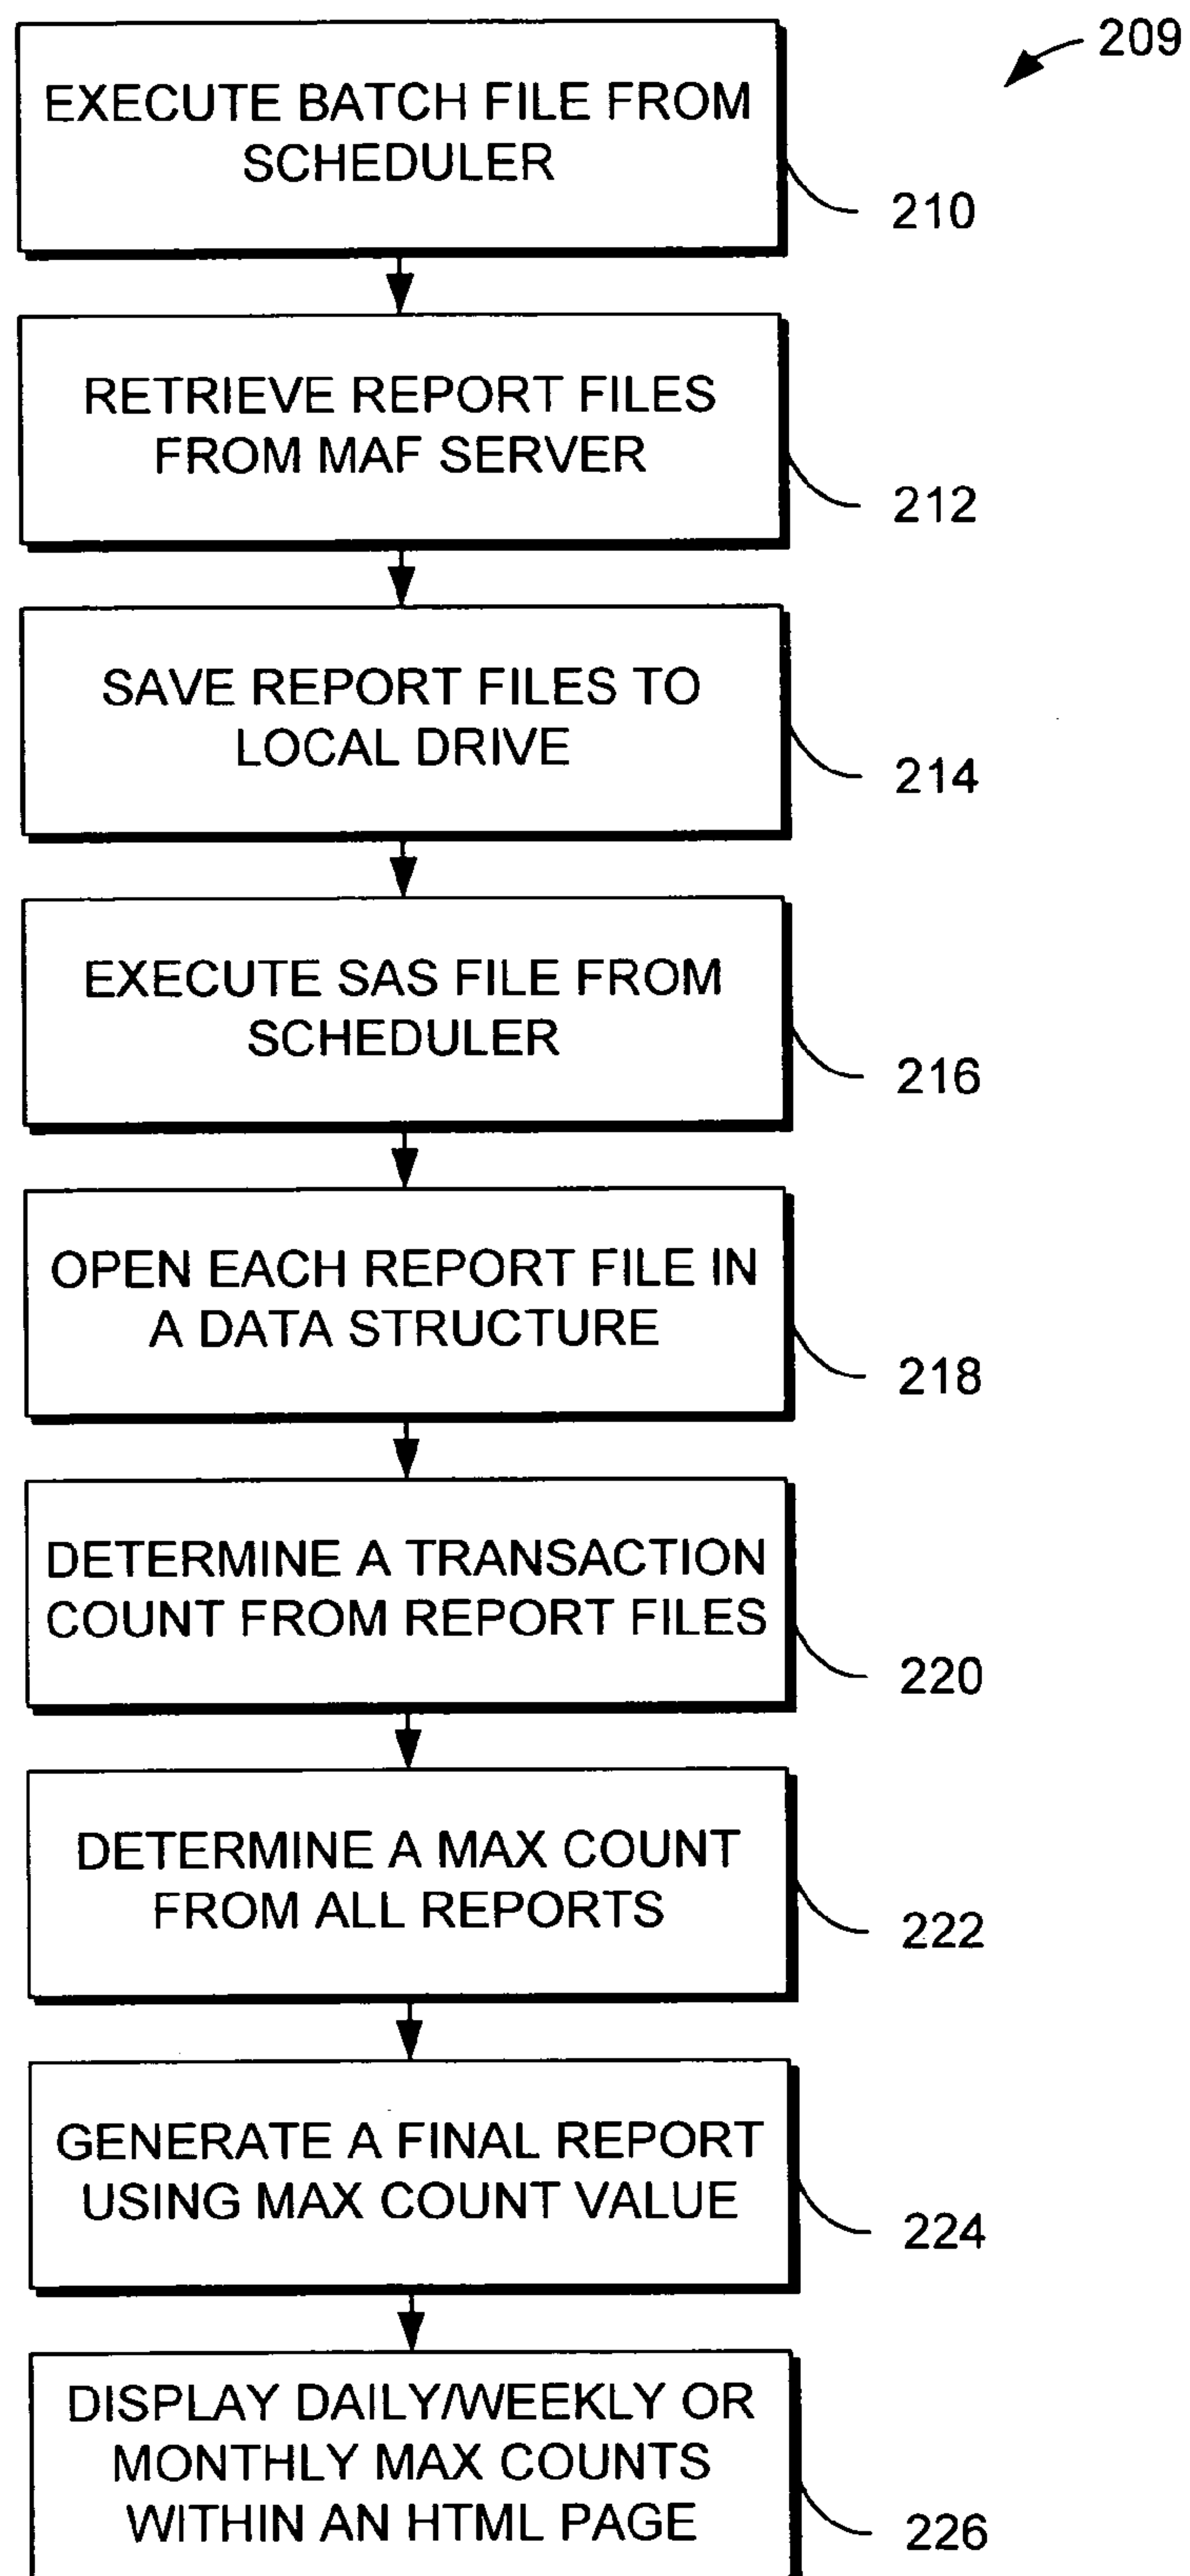 209
EXECUTE BATCH FILE FROM
SCHEDULER
210
RETRIEVE REPORT FILES
FROM MAF SERVER
212
SAVE REPORT FILES TO
LOCAL DRIVE
214
EXECUTE SAS FILE FROM
SCHEDULER
216
OPEN EACH REPORT FILE IN
A DATA STRUCTURE
218
DETERMINE A TRANSACTION
COUNT FROM REPORT FILES
220
DETERMINE A MAX COUNT
FROM ALL REPORTS
222
GENERATE A FINAL REPORT
USING MAX COUNT VALUE
224
DISPLAY DAILY/WEEKLY OR
MONTHLY MAX COUNTS
WITHIN AN HTML PAGE
226